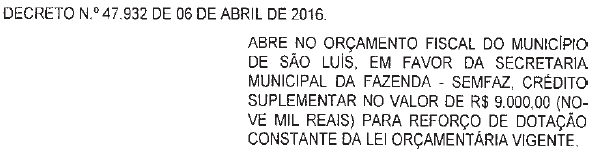 DECRETO N.º 47.932 DE 06 DE ABRIL DE 2016.
ABRE NO ORÇAMENTO FISCAL DO MUNICÍPIO
DE SÃO LUÍS, EM FAVOR DA SECRETARIA
MUNICIPAL DA FAZENDA - SEMFAZ, CRÉDITO
SUPLEMENTAR NO VALOR DE R$ 9.000,00 (NO-
VE MIL REAIS) PARA REFORÇO DE DOTAÇÃO
CONSTANTE DA LEI ORÇAMENTÁRIA VIGENTE.